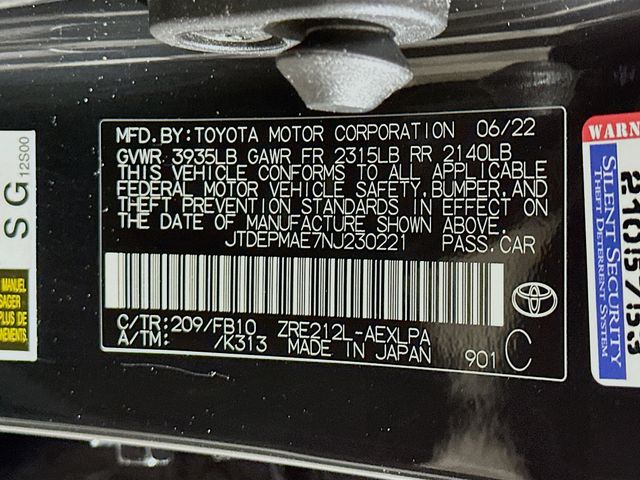 MFD.BY:TOYOTA MOTOR CORPORATION 06/22
GVWR 3935LB GAWR FR 2315LB RR 2140LB
THIS VEHICLE CONFORMS TO ALL APPLICABLE
FEDERAL MOTOR VEHICLE SAFETY,BUMPER,AND
THEFT PREVENTION STANDARDS IN EFFECT ON
THE DATE OF MANUFACTURE SHOWN ABOVE.
JTDEPMAE7NJ230221 PASS.CAR
C/TR:209/FB10 ZRE212L-AEXLPA
A/TM: /K313 MADE IN JAPAN 901 C
SG
12S00
WARN
SILENT SECURITY
THEFT DETERRENT SYSTEM